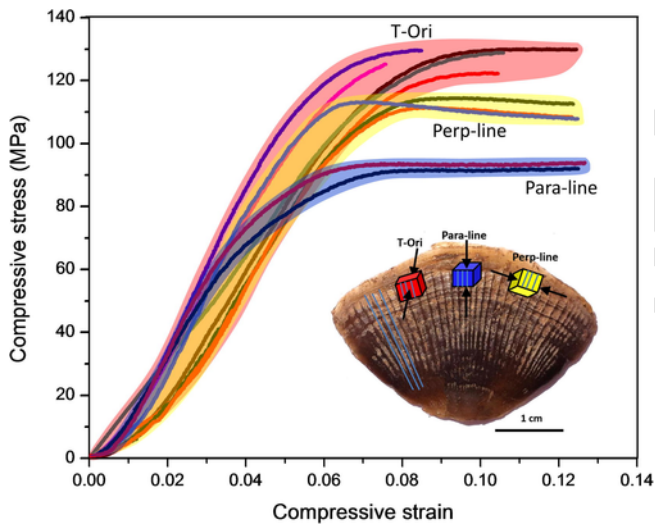 140
120
100
80
60
40
20
0
Compressive stress (MPa)
T-Ori
Perp-line
Para-line
T-Ori
Para-line
Perp-line
1 cm
0.00 0.02 0.04 0.06 0.08 0.10 0.12 0.14
Compressive strain